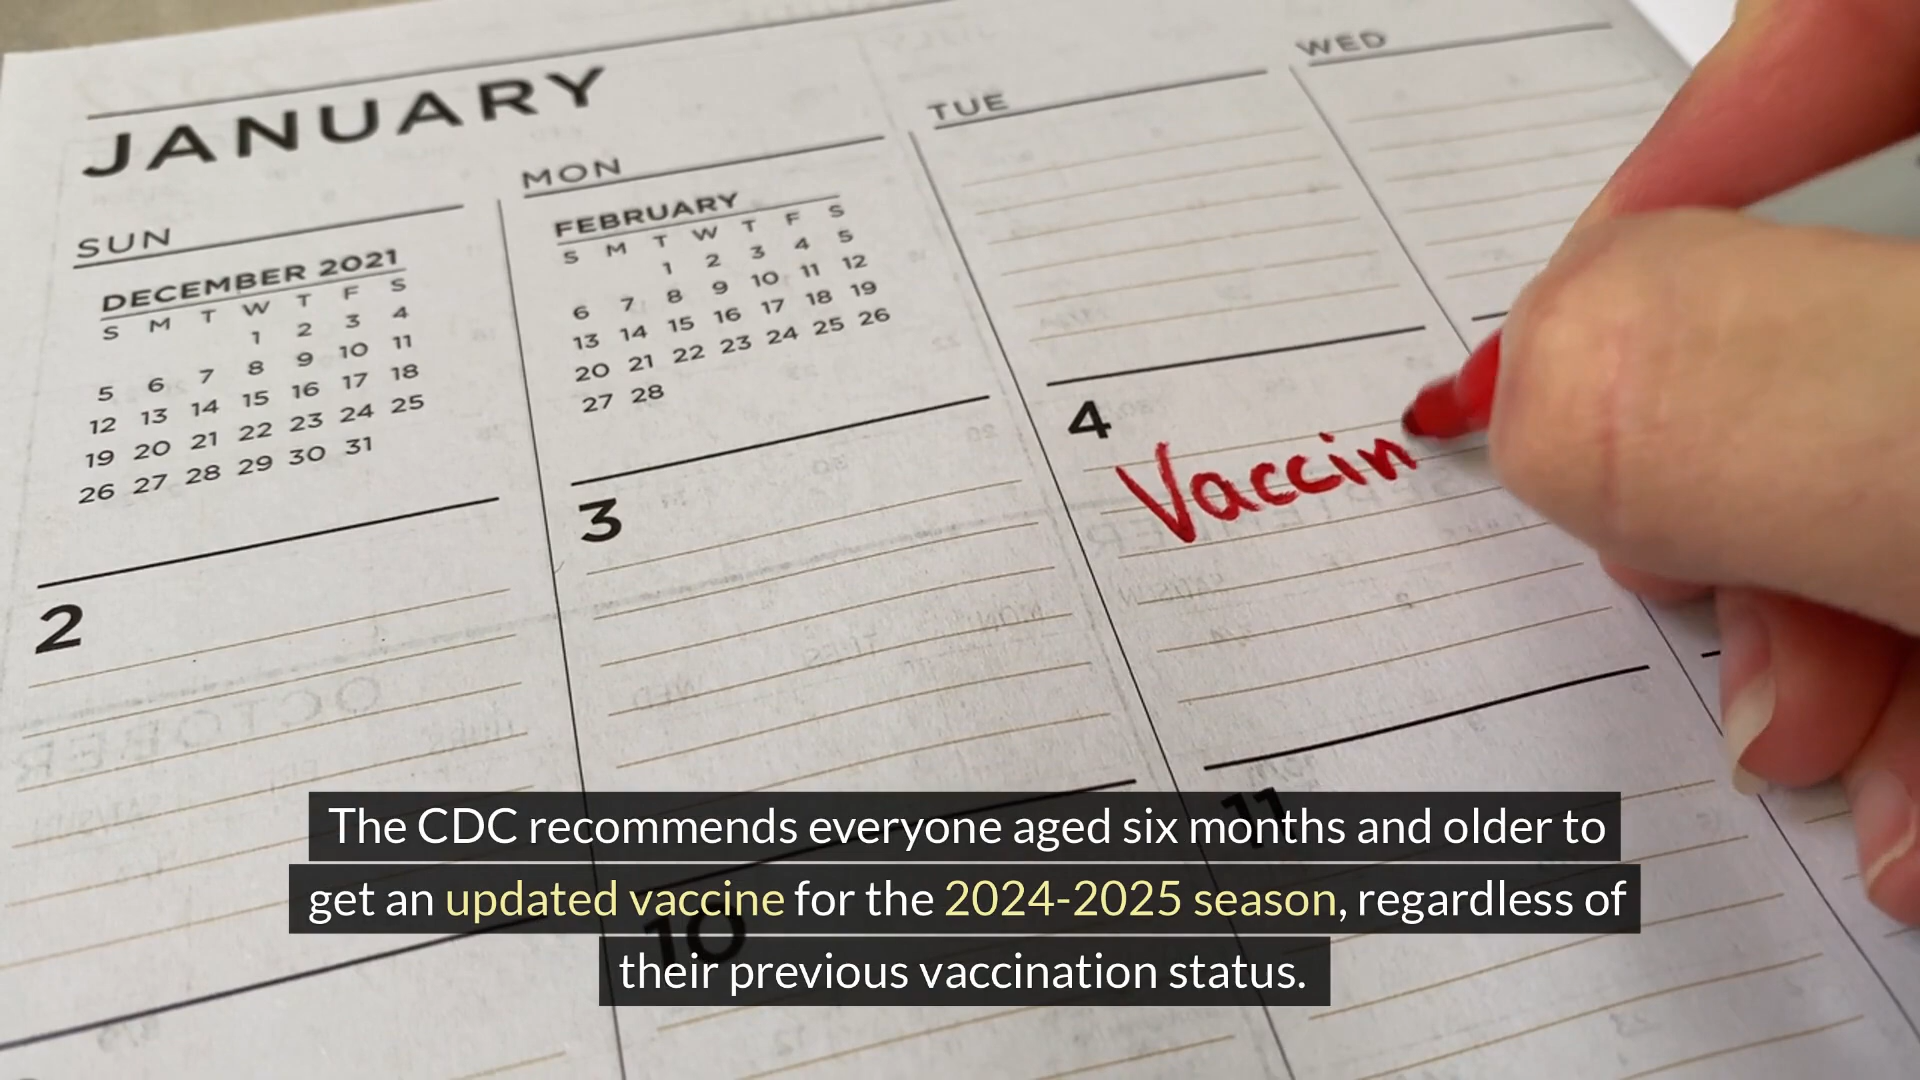 JANUARY
SUN
MON
TUE
WED
DECEMBER 2021
S M T W T F S
1 2 3 4
5 6 7 8 9 10 11
12 13 14 15 16 17 18
19 20 21 22 23 24 25
26 27 28 29 30 31
FEBRUARY
S M T W T F S
1 2 3 4 5
6 7 8 9 10 11 12
13 14 15 16 17 18 19
20 21 22 23 24 25 26
27 28
2
3
4
Vaccin
10
11
The CDC recommends everyone aged six months and older to
get an updated vaccine for the 2024-2025 season, regardless of
their previous vaccination status.